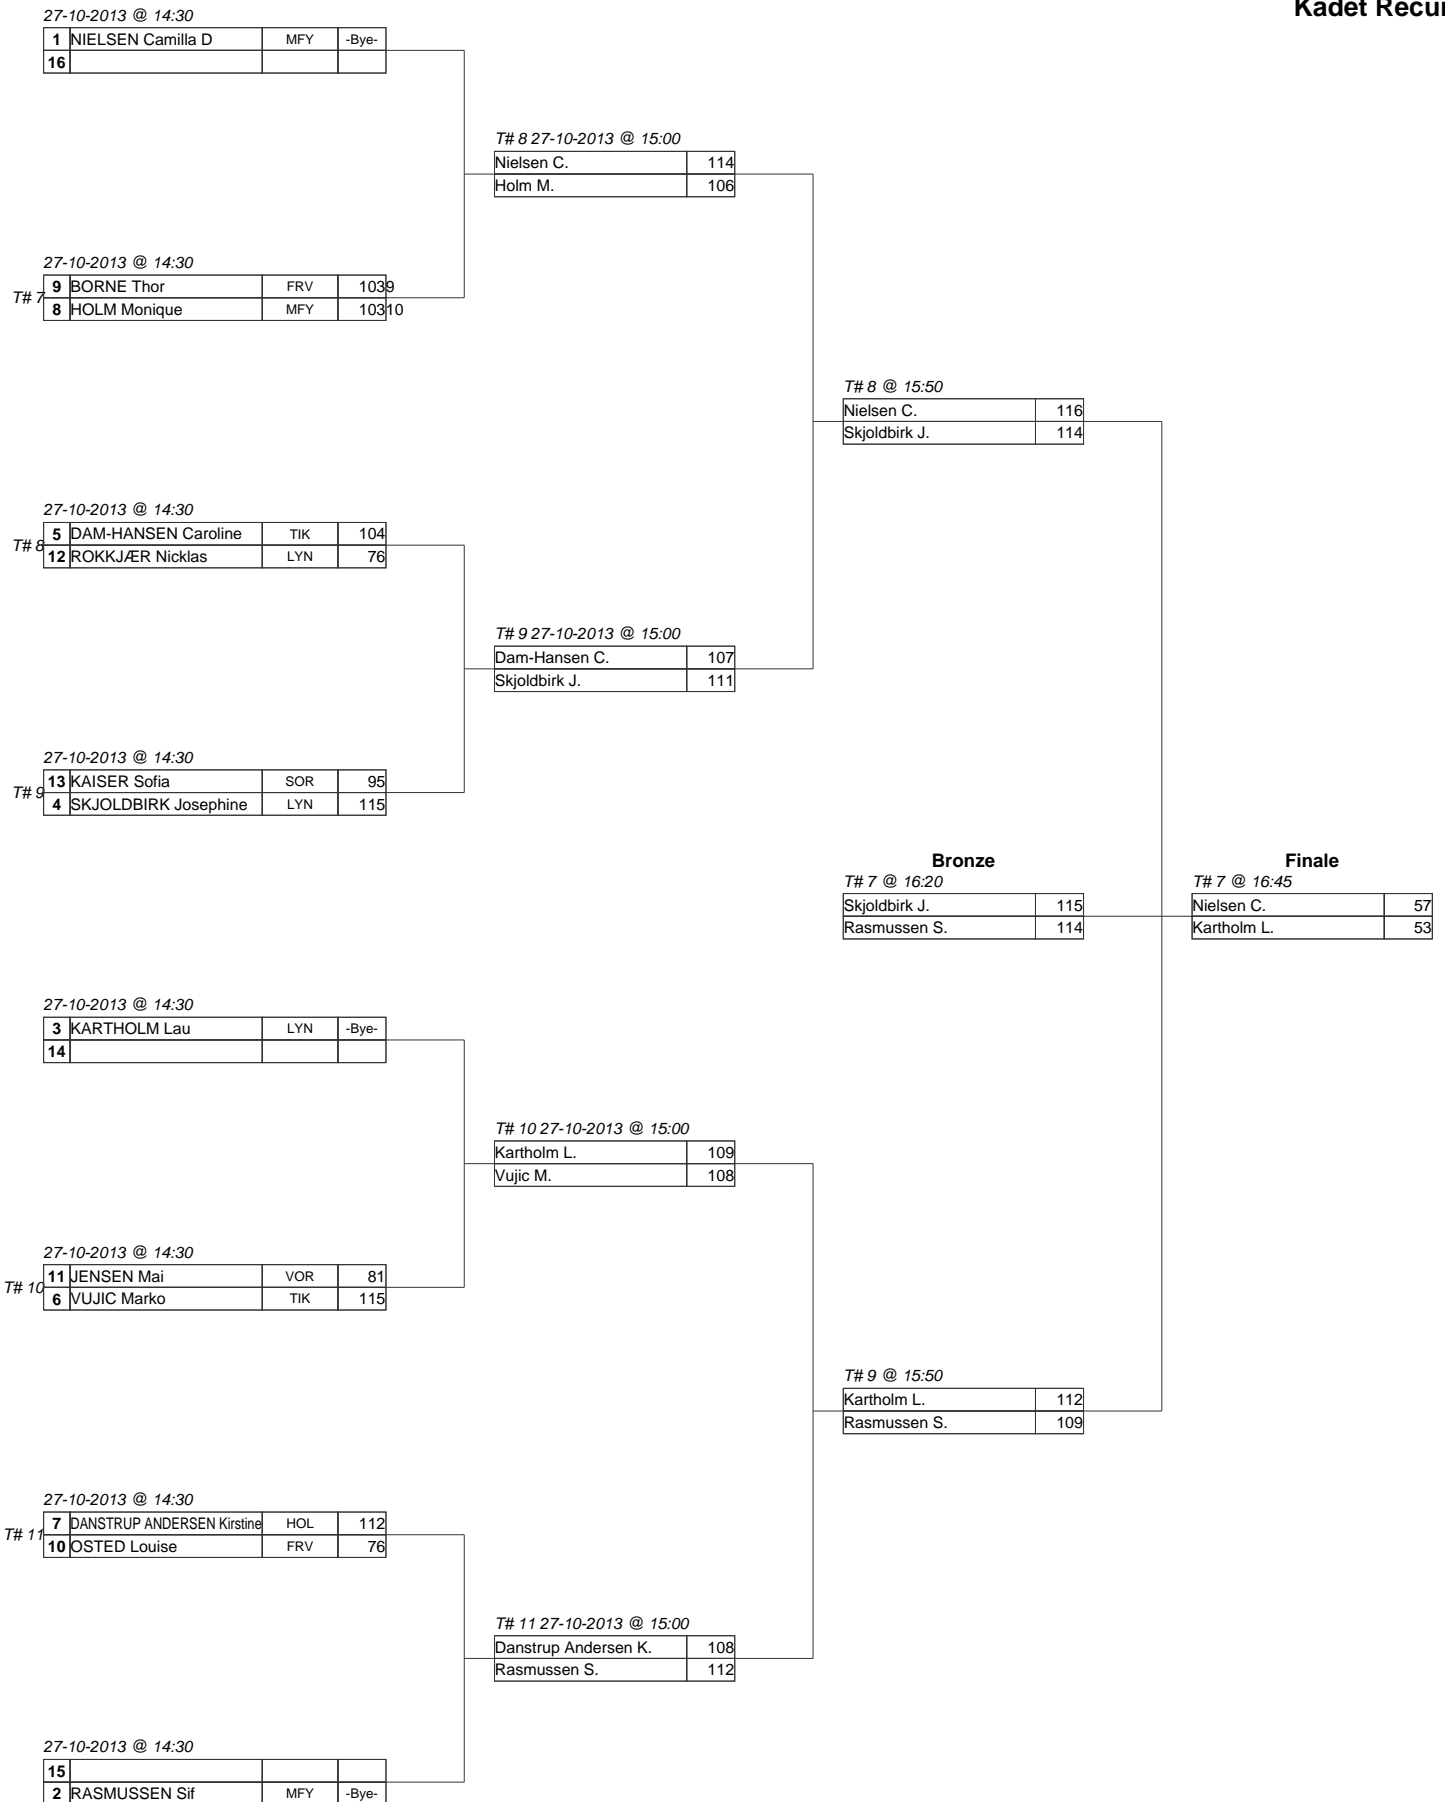 Kadet Recur
27-10-2013 @ 14:30
1 NIELSEN Camilla D MFY -Bye-
16
T# 8 27-10-2013 @ 15:00
Nielsen C. 114
Holm M. 106
27-10-2013 @ 14:30
T# 7
9 BORNE Thor FRV 103 9
8 HOLM Monique MFY 103 10
T# 8 @ 15:50
Nielsen C. 116
Skjoldbirk J. 114
27-10-2013 @ 14:30
T# 8
5 DAM-HANSEN Caroline TIK 104
12 ROKKJÆR Nicklas LYN 76
T# 9 27-10-2013 @ 15:00
Dam-Hansen C. 107
Skjoldbirk J. 111
27-10-2013 @ 14:30
T# 9
13 KAISER Sofia SOR 95
4 SKJOLDBIRK Josephine LYN 115
Bronze
T# 7 @ 16:20
Skjoldbirk J. 115
Rasmussen S. 114
Finale
T# 7 @ 16:45
Nielsen C. 57
Kartholm L. 53
27-10-2013 @ 14:30
3 KARTHOLM Lau LYN -Bye-
14
T# 10 27-10-2013 @ 15:00
Kartholm L. 109
Vujic M. 108
27-10-2013 @ 14:30
T# 10
11 JENSEN Mai VOR 81
6 VUJIC Marko TIK 115
T# 9 @ 15:50
Kartholm L. 112
Rasmussen S. 109
27-10-2013 @ 14:30
T# 11
7 DANSTRUP ANDERSEN Kirstine HOL 112
10 OSTED Louise FRV 76
T# 11 27-10-2013 @ 15:00
Danstrup Andersen K. 108
Rasmussen S. 112
27-10-2013 @ 14:30
15
2 RASMUSSEN Sif MFY -Bye-